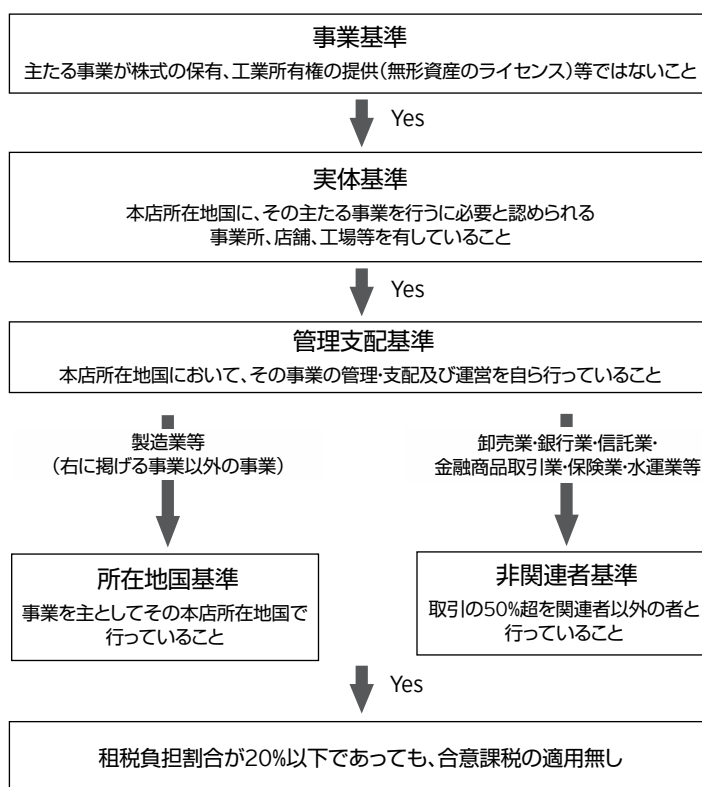 事業基準
主たる事業が株式の保有、工業所有権の提供(無形資産のライセンス)等ではないこと
Yes
実体基準
本店所在地国に、その主たる事業を行うに必要と認められる
事業所、店舗、工場等を有していること
Yes
管理支配基準
本店所在地国において、その事業の管理・支配及び運営を自ら行っていること
製造業等
(右に掲げる事業以外の事業)
卸売業・銀行業・信託業・
金融商品取引業・保険業・水運業等
所在地国基準
事業を主としてその本店所在地国で
行っていること
非関連者基準
取引の50%超を関連者以外の者と
行っていること
Yes
租税負担割合が20%以下であっても、合意課税の適用無し